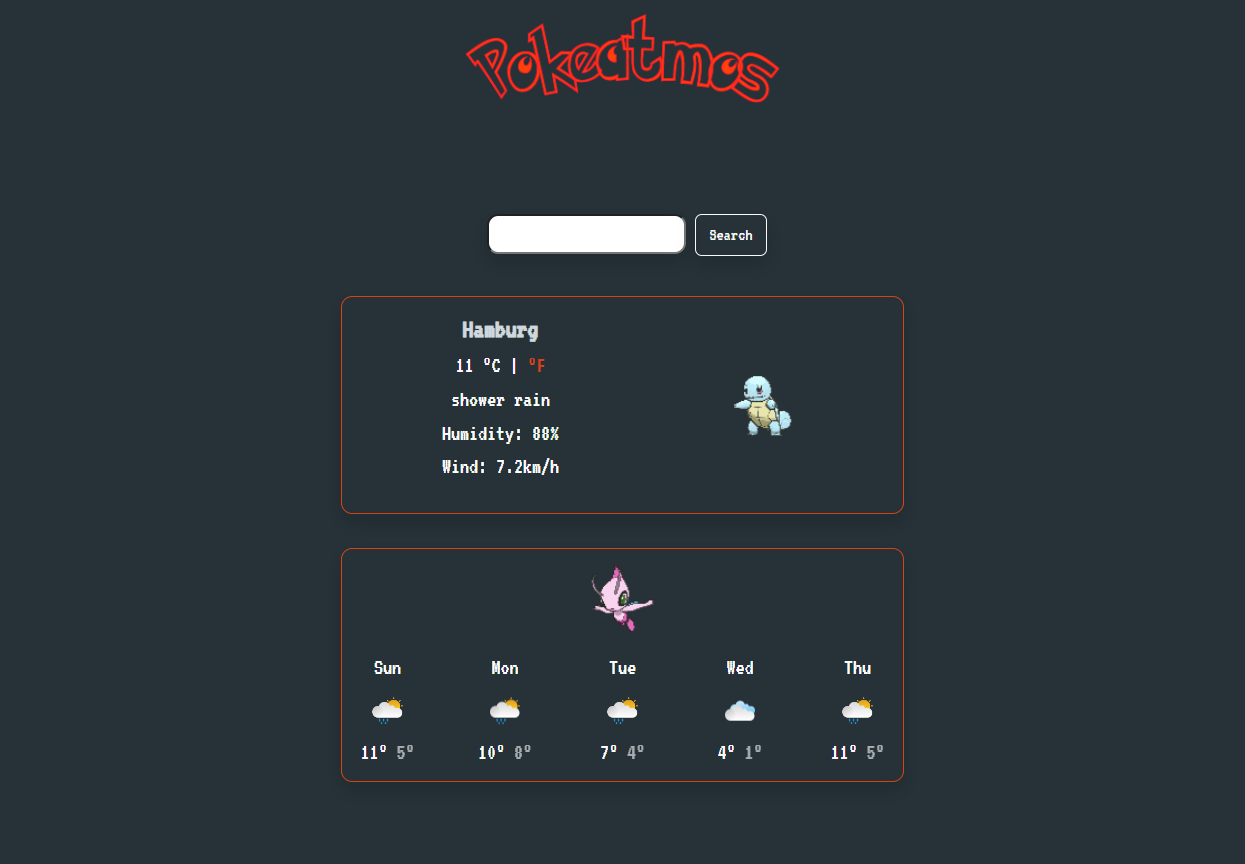 Pokeatmos
Search
Hamburg
11 °C | °F
shower rain
Humidity: 88%
Wind: 7.2km/h
Sun Mon Tue Wed Thu
11° 5° 10° 8° 7° 4° 4° 1° 11° 5°